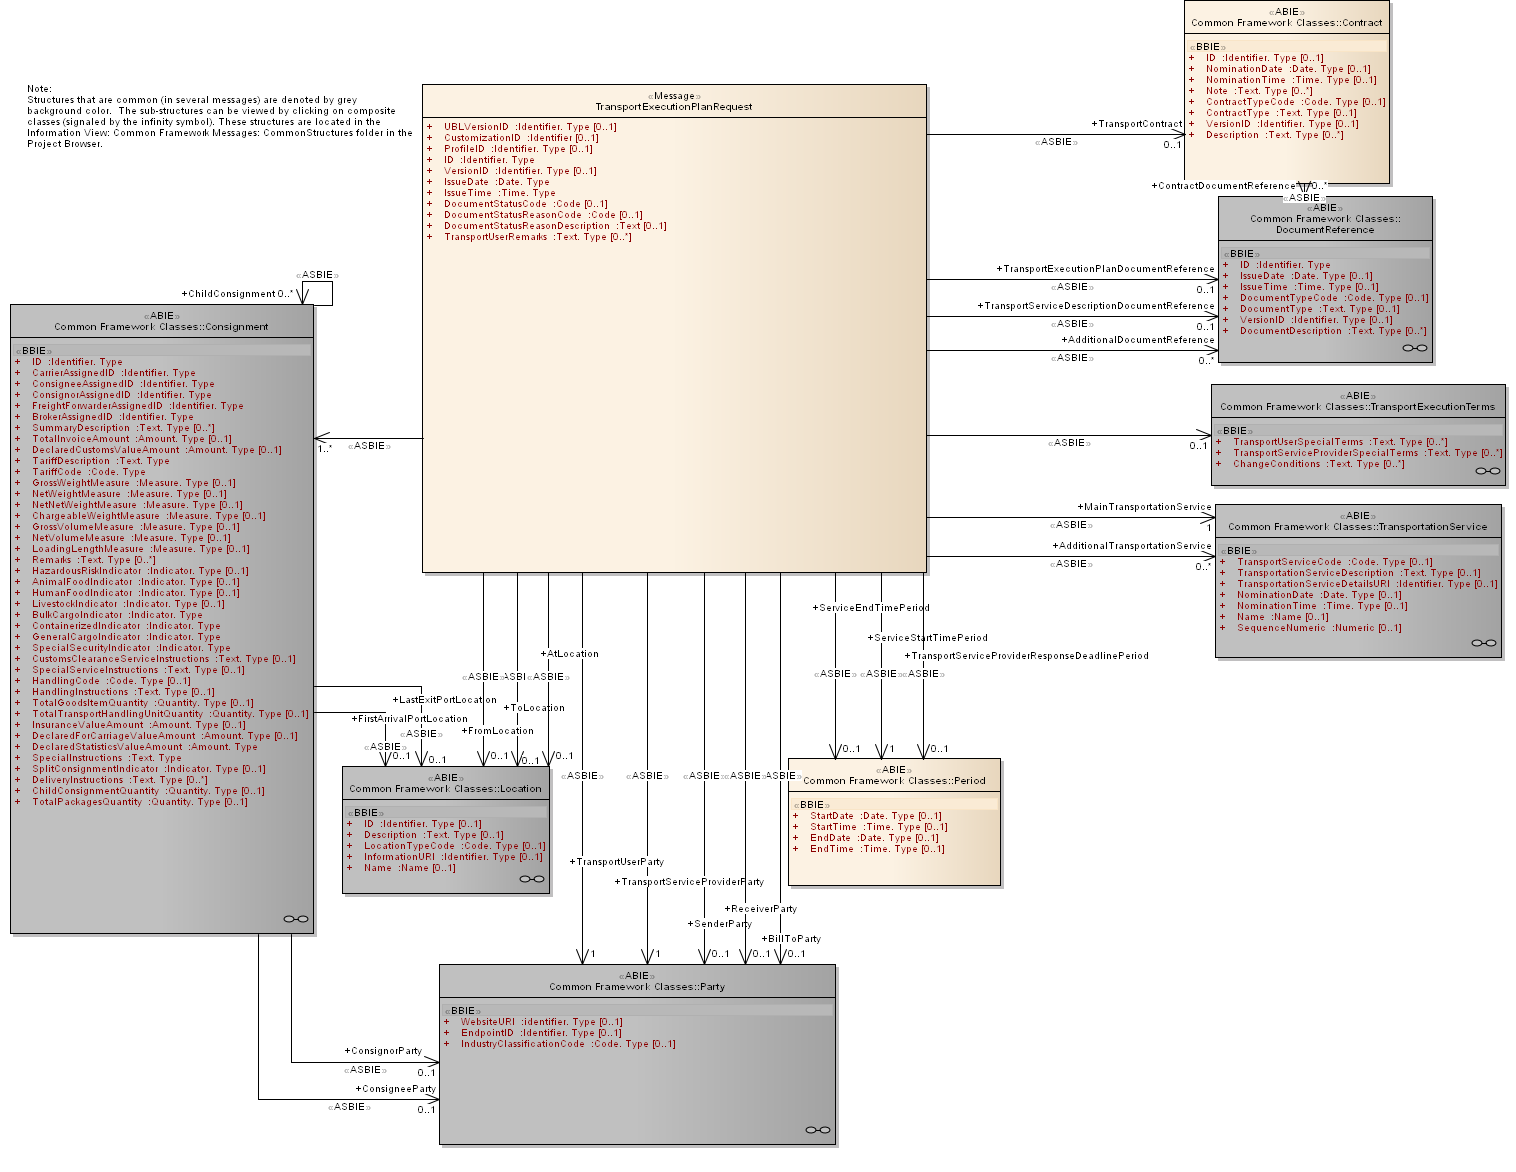 Note:
Structures that are common (in several messages) are denoted by grey
background color.  The sub-structures can be viewed by clicking on composite
classes (signaled by the infinity symbol). These structures are located in the
Information View: Common Framework Messages: CommonStructures folder in the
Project Browser.
«Message»
TransportExecutionPlanRequest
+ UBLVersionID :Identifier. Type [0..1]
+ CustomizationID :Identifier [0..1]
+ ProfileID :Identifier. Type [0..1]
+ ID :Identifier. Type
+ VersionID :Identifier. Type [0..1]
+ IssueDate :Date. Type
+ IssueTime :Time. Type
+ DocumentStatusCode :Code [0..1]
+ DocumentStatusReasonCode :Code [0..1]
+ DocumentStatusReasonDescription :Text [0..1]
+ TransportUserRemarks :Text. Type [0..*]
+TransportContract
«ASBIE»
0..1
«ABIE»
Common Framework Classes::Contract
«BBIE»
+ ID :Identifier. Type [0..1]
+ NominationDate :Date. Type [0..1]
+ NominationTime :Time. Type [0..1]
+ Note :Text. Type [0..*]
+ ContractTypeCode :Code. Type [0..1]
+ ContractType :Text. Type [0..1]
+ VersionID :Identifier. Type [0..1]
+ Description :Text. Type [0..*]
+ContractDocumentReference
0..*
«ASBIE»
«ABIE»
Common Framework Classes::
DocumentReference
«BBIE»
+ ID :Identifier. Type
+ IssueDate :Date. Type [0..1]
+ IssueTime :Time. Type [0..1]
+ DocumentTypeCode :Code. Type [0..1]
+ DocumentType :Text. Type [0..1]
+ VersionID :Identifier. Type [0..1]
+ DocumentDescription :Text. Type [0..*]
+TransportExecutionPlanDocumentReference
«ASBIE»
0..1
+TransportServiceDescriptionDocumentReference
«ASBIE»
0..1
+AdditionalDocumentReference
«ASBIE»
0..*
«ABIE»
Common Framework Classes::TransportExecutionTerms
«BBIE»
+ TransportUserSpecialTerms :Text. Type [0..*]
+ TransportServiceProviderSpecialTerms :Text. Type [0..*]
+ ChangeConditions :Text. Type [0..*]
«ASBIE»
0..1
+MainTransportationService
«ASBIE»
1
+AdditionalTransportationService
«ASBIE»
0..*
«ABIE»
Common Framework Classes::TransportationService
«BBIE»
+ TransportServiceCode :Code. Type [0..1]
+ TransportationServiceDescription :Text. Type [0..1]
+ TransportationServiceDetailsURI :Identifier. Type [0..1]
+ NominationDate :Date. Type [0..1]
+ NominationTime :Time. Type [0..1]
+ Name :Name [0..1]
+ SequenceNumeric :Numeric [0..1]
«ASBIE»
+ChildConsignment 0..*
«ABIE»
Common Framework Classes::Consignment
«BBIE»
+ ID :Identifier. Type
+ CarrierAssignedID :Identifier. Type
+ ConsigneeAssignedID :Identifier. Type
+ ConsignorAssignedID :Identifier. Type
+ FreightForwarderAssignedID :Identifier. Type
+ BrokerAssignedID :Identifier. Type
+ SummaryDescription :Text. Type [0..*]
+ TotalInvoiceAmount :Amount. Type [0..1]
+ DeclaredCustomsValueAmount :Amount. Type [0..1]
+ TariffDescription :Text. Type
+ TariffCode :Code. Type
+ GrossWeightMeasure :Measure. Type [0..1]
+ NetWeightMeasure :Measure. Type [0..1]
+ NetNetWeightMeasure :Measure. Type [0..1]
+ ChargeableWeightMeasure :Measure. Type [0..1]
+ GrossVolumeMeasure :Measure. Type [0..1]
+ NetVolumeMeasure :Measure. Type [0..1]
+ LoadingLengthMeasure :Measure. Type [0..1]
+ Remarks :Text. Type [0..*]
+ HazardousRiskIndicator :Indicator. Type [0..1]
+ AnimalFoodIndicator :Indicator. Type [0..1]
+ HumanFoodIndicator :Indicator. Type [0..1]
+ LivestockIndicator :Indicator. Type [0..1]
+ BulkCargoIndicator :Indicator. Type
+ ContainerizedIndicator :Indicator. Type
+ GeneralCargoIndicator :Indicator. Type
+ SpecialSecurityIndicator :Indicator. Type
+ CustomsClearanceServiceInstructions :Text. Type [0..1]
+ SpecialServiceInstructions :Text. Type [0..1]
+ HandlingCode :Code. Type [0..1]
+ HandlingInstructions :Text. Type [0..1]
+ TotalGoodsItemQuantity :Quantity. Type [0..1]
+ TotalTransportHandlingUnitQuantity :Quantity. Type [0..1]
+ InsuranceValueAmount :Amount. Type [0..1]
+ DeclaredForCarriageValueAmount :Amount. Type [0..1]
+ DeclaredStatisticsValueAmount :Amount. Type
+ SpecialInstructions :Text. Type
+ SplitConsignmentIndicator :Indicator. Type [0..1]
+ DeliveryInstructions :Text. Type [0..*]
+ ChildConsignmentQuantity :Quantity. Type [0..1]
+ TotalPackagesQuantity :Quantity. Type [0..1]
1..*
«ASBIE»
+ServiceEndTimePeriod
+ServiceStartTimePeriod
+AtLocation
+TransportServiceProviderResponseDeadlinePeriod
«ASBIE»
ASBIE»
«ASBIE»
«ASBIE»
«ASBIE»
«ASBIE»
+LastExitPortLocation
+ToLocation
+FirstArrivalPortLocation
+FromLocation
«ASBIE»
«ASBIE»
0..1
0..1
0..1
0..1
0..1
0..1
1
0..1
«ABIE»
Common Framework Classes::Location
«BBIE»
+ ID :Identifier. Type [0..1]
+ Description :Text. Type [0..1]
+ LocationTypeCode :Code. Type [0..1]
+ InformationURI :Identifier. Type [0..1]
+ Name :Name [0..1]
«ASBIE»
«ASBIE»
«ASBIE»
«ASBIE»
ASBIE»
«ABIE»
Common Framework Classes::Period
«BBIE»
+ StartDate :Date. Type [0..1]
+ StartTime :Time. Type [0..1]
+ EndDate :Date. Type [0..1]
+ EndTime :Time. Type [0..1]
+TransportUserParty
+TransportServiceProviderParty
+ReceiverParty
+SenderParty
+BillToParty
1
1
0..1
0..1
0..1
«ABIE»
Common Framework Classes::Party
«BBIE»
+ WebsiteURI :identifier. Type [0..1]
+ EndpointID :Identifier. Type [0..1]
+ IndustryClassificationCode :Code. Type [0..1]
+ConsignorParty
«ASBIE»
0..1
+ConsigneeParty
«ASBIE»
0..1